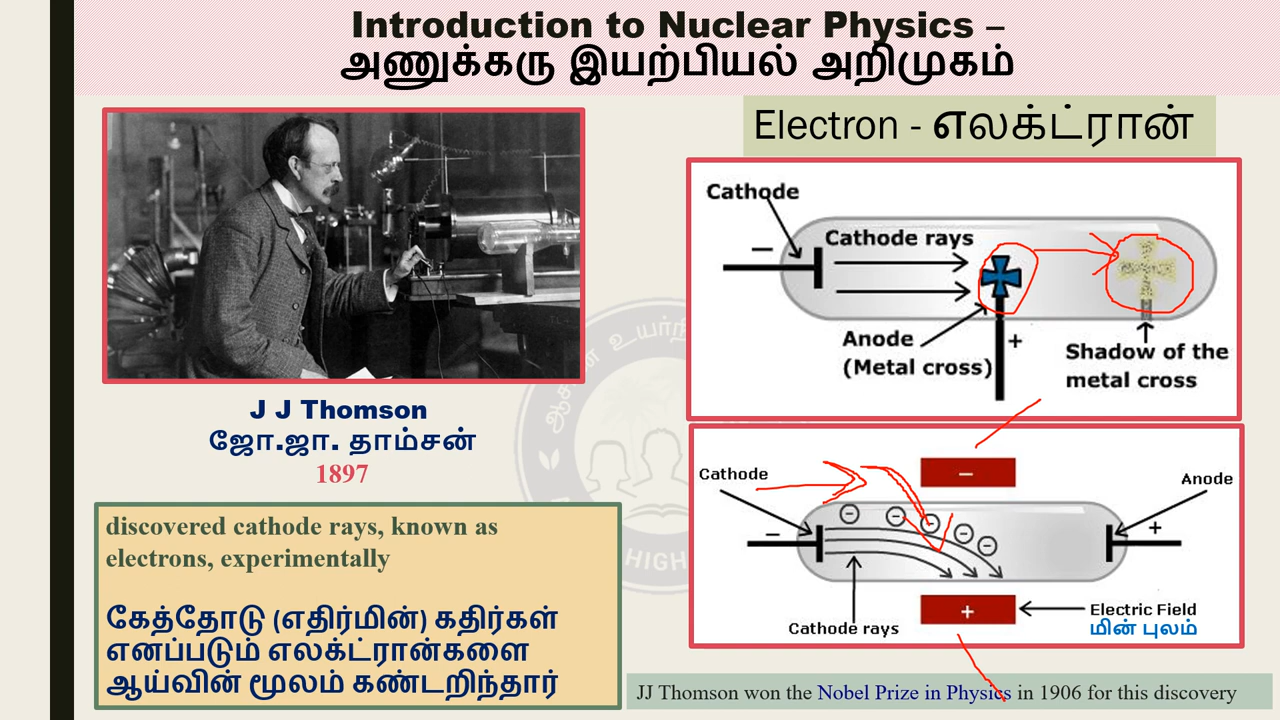 Introduction to Nuclear Physics –
அணுக்கரு இயற்பியல் அறிமுகம்
Electron - எலக்ட்ரான்
Cathode
Cathode rays
−
Anode
(Metal cross)
+
Shadow of the
metal cross
J J Thomson
ஜோ.ஜா. தாம்சன்
1897
discovered cathode rays, known as
electrons, experimentally
கேத்தோடு (எதிர்மின்) கதிர்கள்
எனப்படும் எலக்ட்ரான்களை
ஆய்வின் மூலம் கண்டறிந்தார்
−
Cathode
Anode
−
+
+
Electric Field
மின் புலம்
Cathode rays
JJ Thomson won the Nobel Prize in Physics in 1906 for this discovery
HIGH